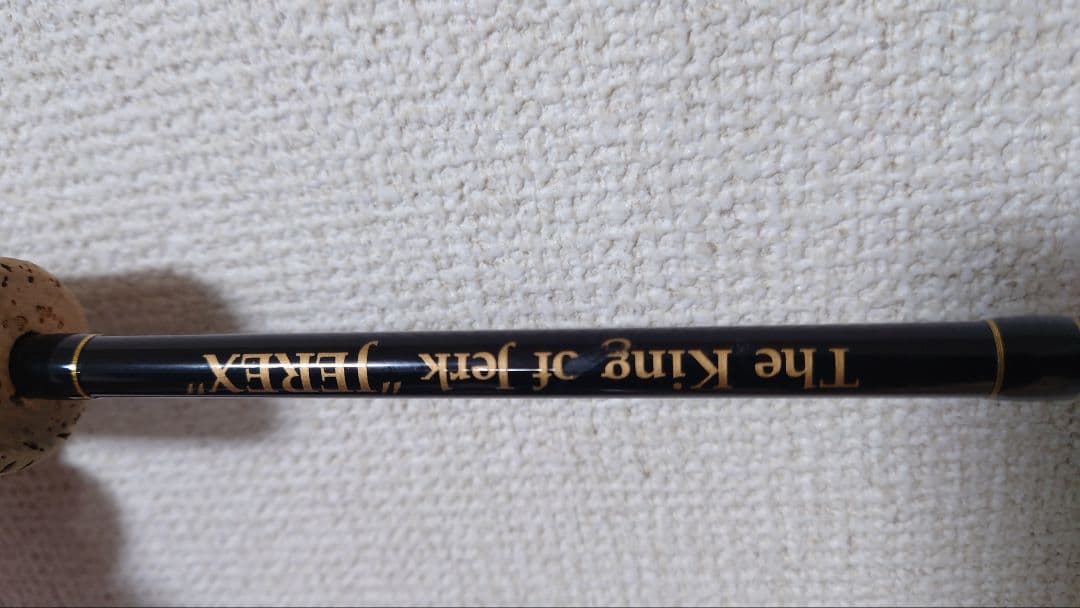 The King of Jerk "JEREX"